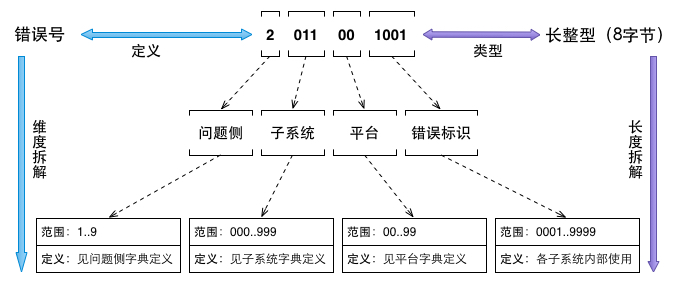 错误号
定义
2 011 00 1001
类型
长整型（8字节）
维度拆解
长度拆解
问题侧 子系统 平台 错误标识
范围：1..9
定义：见问题侧字典定义
范围：000..999
定义：见子系统字典定义
范围：00..99
定义：见平台字典定义
范围：0001..9999
定义：各子系统内部使用